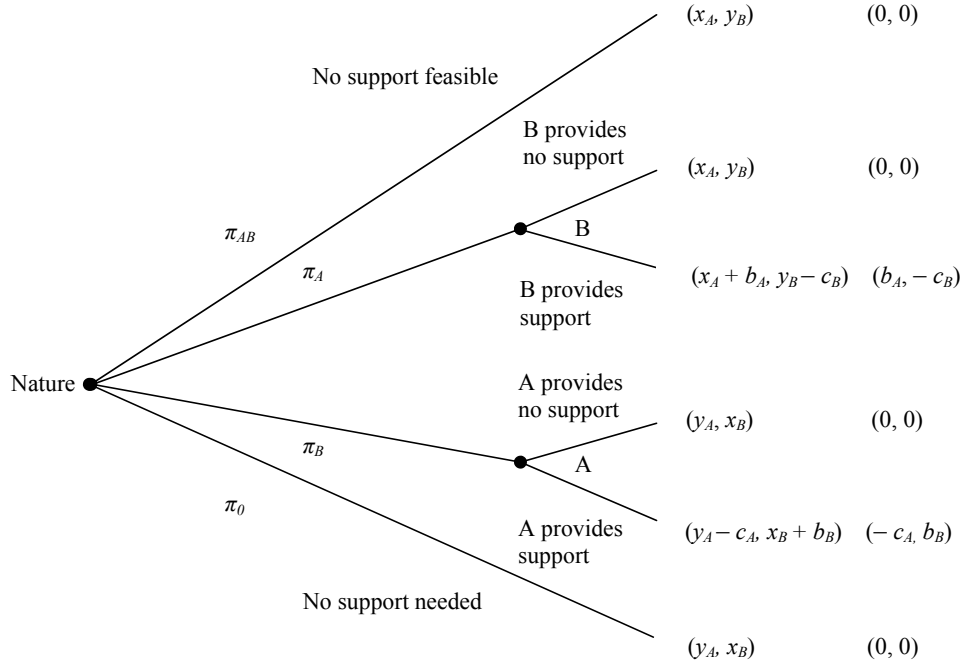 (x_A, y_B) (0, 0)
No support feasible
B provides
no support
(x_A, y_B) (0, 0)
π_AB
B
π_A
(x_A + b_A, y_B – c_B) (b_A, – c_B)
B provides
support
Nature
A provides
no support
(y_A, x_B) (0, 0)
π_B
A
π_0
(y_A – c_A, x_B + b_B) (– c_A, b_B)
A provides
support
No support needed
(y_A, x_B) (0, 0)